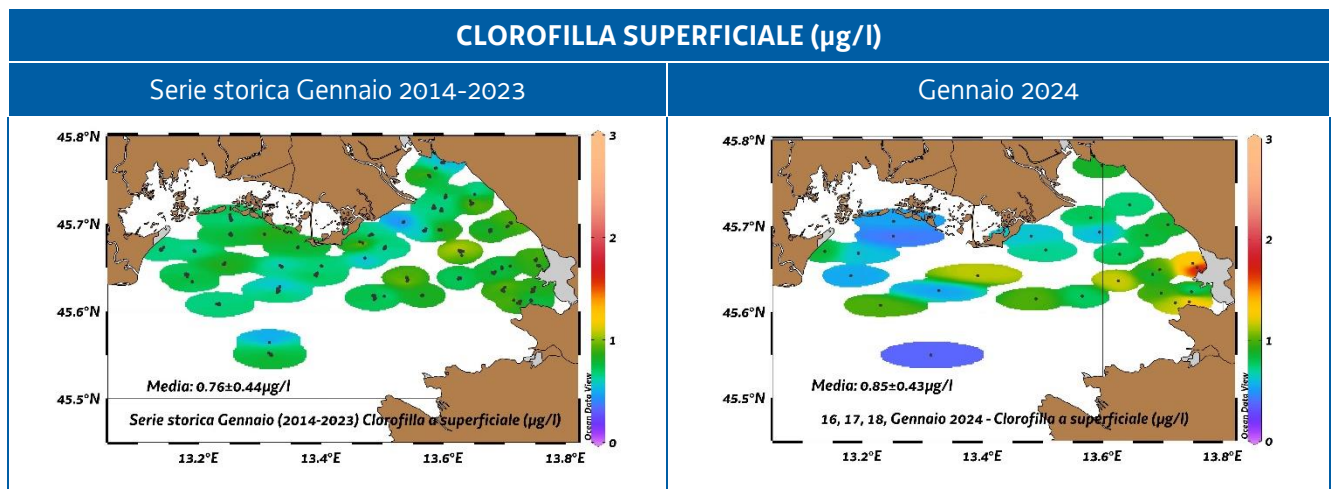 CLOROFILLA SUPERFICIALE (µg/l)
Serie storica Gennaio 2014-2023
Gennaio 2024
45.8°N
45.7°N
45.6°N
45.5°N
13.2°E
13.4°E
13.6°E
13.8°E
3
2
1
0
Ocean Data View
Media: 0.76±0.44µg/l
Serie storica Gennaio (2014-2023) Clorofilla a superficiale (µg/l)
45.8°N
45.7°N
45.6°N
45.5°N
13.2°E
13.4°E
13.6°E
13.8°E
3
2
1
0
Ocean Data View
Media: 0.85±0.43µg/l
16, 17, 18, Gennaio 2024 - Clorofilla a superficiale (µg/l)